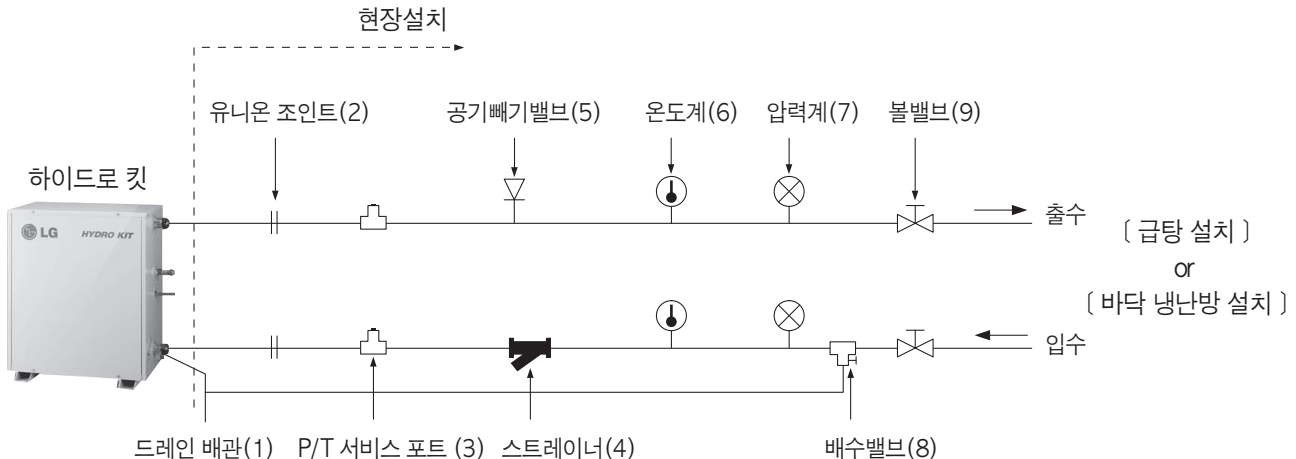 현장설치
유니온 조인트(2) 공기빼기밸브(5) 온도계(6) 압력계(7) 볼밸브(9)
하이드로 킷
LG HYDRO KIT
출수
〔 급탕 설치 〕
or
〔 바닥 냉난방 설치 〕
입수
드레인 배관(1) P/T 서비스 포트 (3) 스트레이너(4) 배수밸브(8)